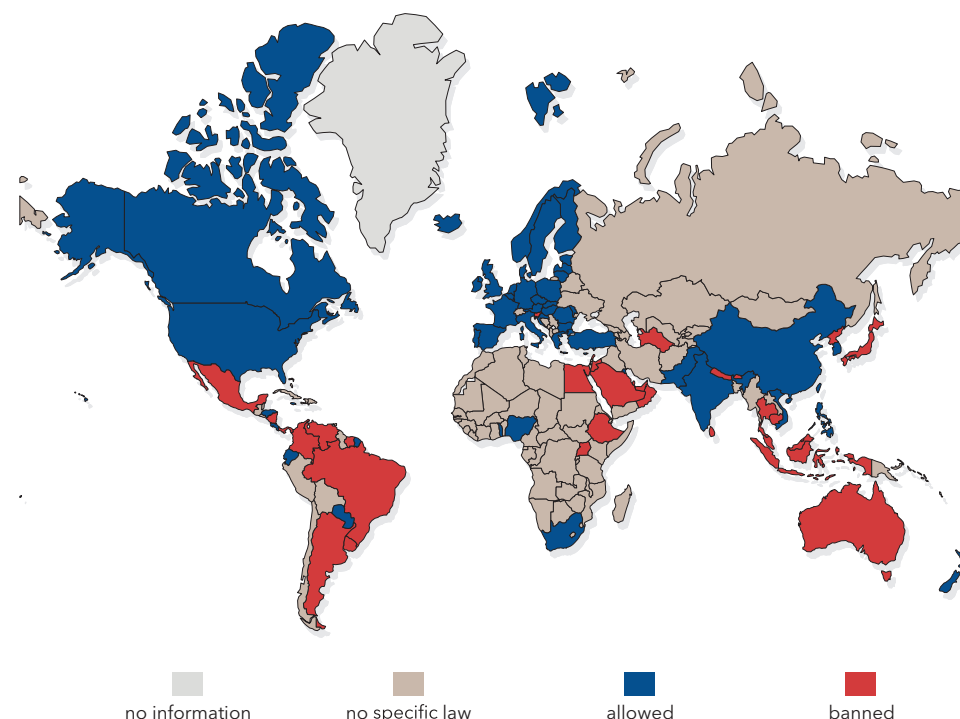 no information
no specific law
allowed
banned